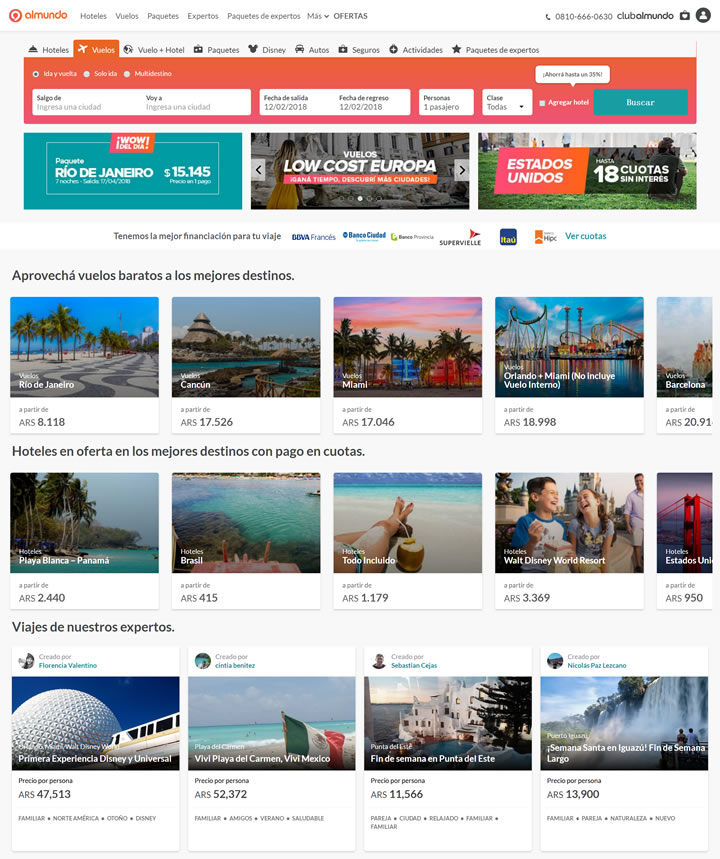 almundo Hoteles Vuelos Paquetes Expertos Paquetes de expertos Más OFERTAS 0810-666-0630 clubalmundo
Hoteles Vuelos Vuelo + Hotel Paquetes Disney Autos Seguros Actividades Paquetes de expertos
Ida y vuelta Solo ida Multidestino
¡Ahorrá hasta un 35%!
Salgo de Voy a Fecha de salida Fecha de regreso Personas Clase
Ingresa una ciudad Ingresa una ciudad 12/02/2018 12/02/2018 1 pasajero Todas Agregar hotel Buscar
¡WOW!
DEL DÍA!
Paquete
RÍO DE JANEIRO
7 noches - Salida: 17/04/2018
$ 15.145
Precio en 1 pago
VUELOS
LOW COST EUROPA
¡GANÁ TIEMPO, DESCUBRÍ MÁS CIUDADES!
ESTADOS
UNIDOS
HASTA
18 CUOTAS
SIN INTERÉS
Tenemos la mejor financiación para tu viaje BBVA Francés Banco Ciudad Banco Provincia SUPERVIELLE Itaú Hipo Ver cuotas
Aprovechá vuelos baratos a los mejores destinos.
Vuelos
Río de Janeiro
a partir de
ARS 8.118
Vuelos
Cancún
a partir de
ARS 17.526
Vuelos
Miami
a partir de
ARS 17.046
Vuelos
Orlando + Miami (No incluye
Vuelo Interno)
a partir de
ARS 18.998
Vuelos
Barcelona
a partir de
ARS 20.91
Hoteles en oferta en los mejores destinos con pago en cuotas.
Hoteles
Playa Blanca – Panamá
a partir de
ARS 2.440
Hoteles
Brasil
a partir de
ARS 415
Hoteles
Todo Incluido
a partir de
ARS 1.179
Hoteles
Walt Disney World Resort
a partir de
ARS 3.369
Hoteles
Estados Uni
a partir de
ARS 950
Viajes de nuestros expertos.
Creado por
Florencia Valentino
Orlando, Miami, Walt Disney World
Primera Experiencia Disney y Universal
Precio por persona
ARS 47,513
FAMILIAR ● NORTE AMÉRICA ● OTOÑO ● DISNEY
Creado por
cintia benitez
Playa del Carmen
Viví Playa del Carmen, Viví Mexico
Precio por persona
ARS 52,372
FAMILIAR ● AMIGOS ● VERANO ● SALUDABLE
Creado por
Sebastian Cejas
Punta del Este
Fin de semana en Punta del Este
Precio por persona
ARS 11,566
PAREJA ● CIUDAD ● RELAJADO ● FAMILIAR ●
FAMILIAR
Creado por
Nicolás Paz Lezcano
Puerto Iguazú
¡Semana Santa en Iguazú! Fin de Semana
Largo
Precio por persona
ARS 13,900
FAMILIAR ● PAREJA ● NATURALEZA ● NUEVO